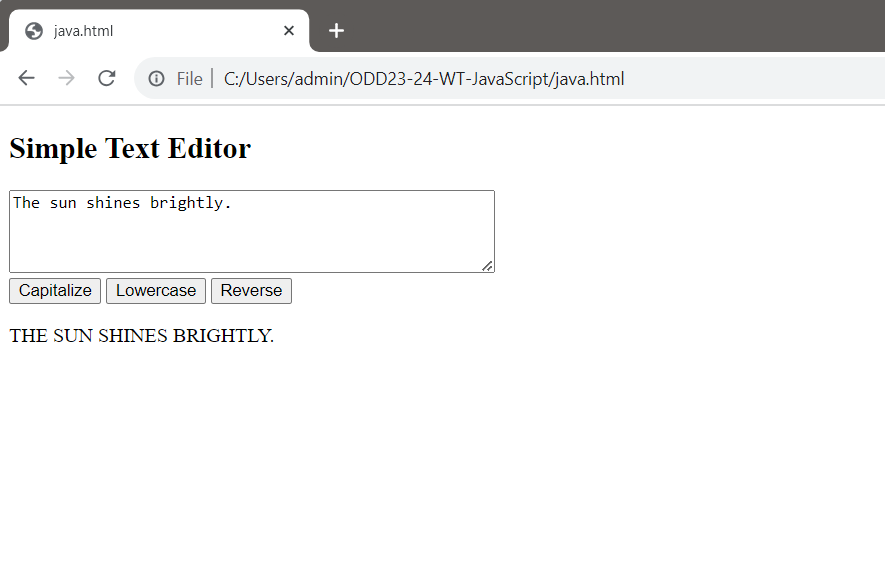 java.html
File | C:/Users/admin/ODD23-24-WT-JavaScript/java.html
Simple Text Editor
The sun shines brightly.
Capitalize Lowercase Reverse
THE SUN SHINES BRIGHTLY.